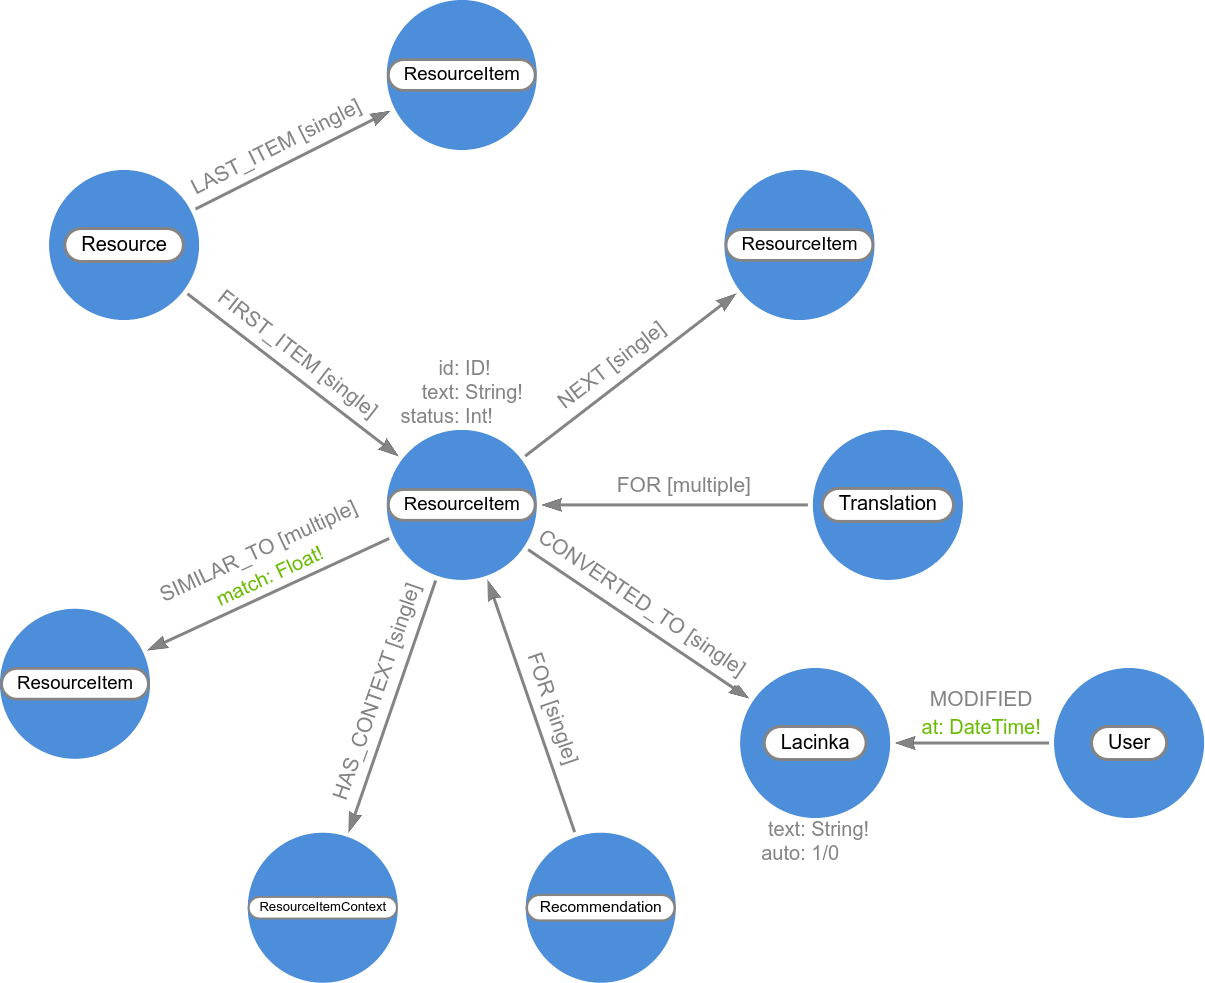 ResourceItem
LAST_ITEM [single]
Resource
ResourceItem
FIRST_ITEM [single]
NEXT [single]
id: ID!
text: String!
status: Int!
ResourceItem
FOR [multiple]
Translation
SIMILAR_TO [multiple]
match: Float!
CONVERTED_TO [single]
HAS_CONTEXT [single]
FOR [single]
ResourceItem
MODIFIED
at: DateTime!
Lacinka
User
text: String!
auto: 1/0
ResourceItemContext
Recommendation